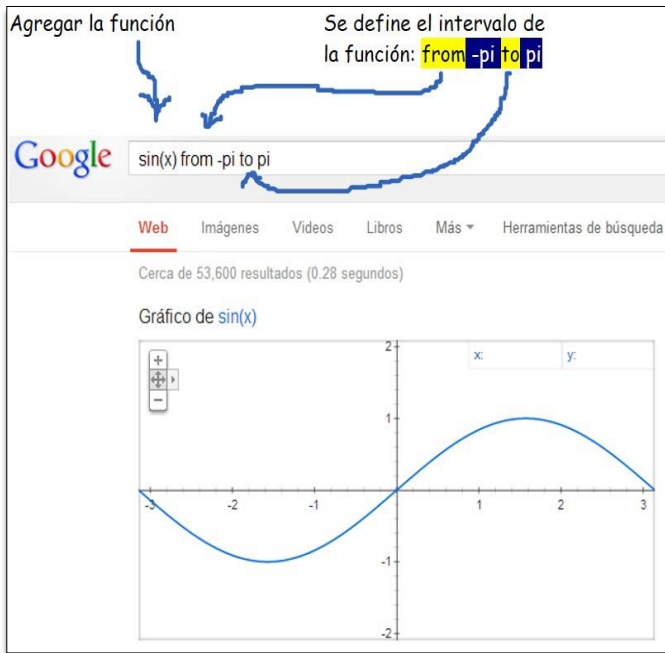 Agregar la función
Se define el intervalo de
la función: from -pi to pi
Google
sin(x) from -pi to pi
Web Imágenes Videos Libros Más Herramientas de búsqueda
Cerca de 53,600 resultados (0.28 segundos)
Gráfico de sin(x)
x: y:
2
1
-3 -2 -1 1 2 3
-1
-2